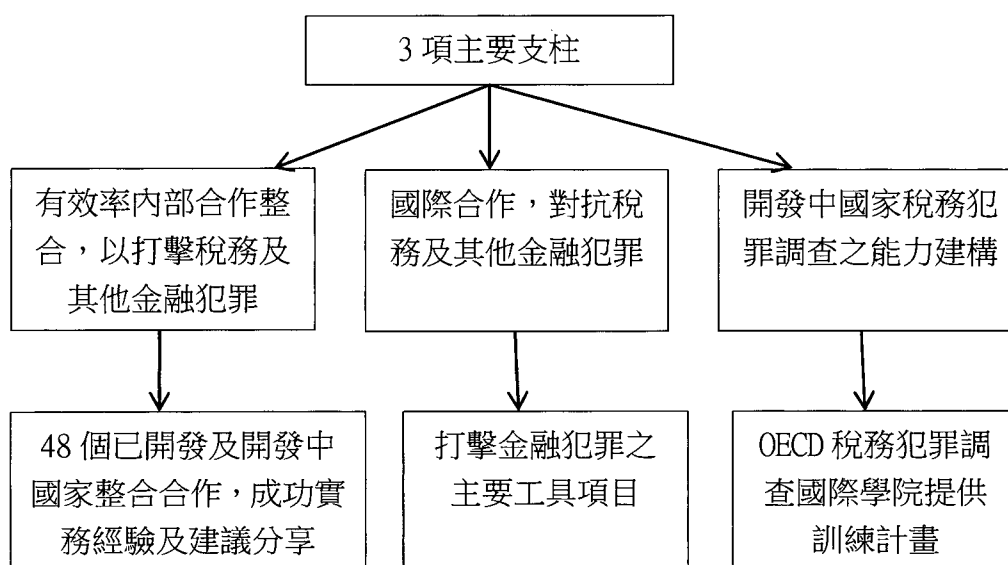 3 項主要支柱
有效率內部合作整
合，以打擊稅務及
其他金融犯罪
國際合作，對抗稅
務及其他金融犯罪
開發中國家稅務犯
罪調查之能力建構
48 個已開發及開發中
國家整合合作，成功實
務經驗及建議分享
打擊金融犯罪之
主要工具項目
OECD 稅務犯罪調
查國際學院提供
訓練計畫